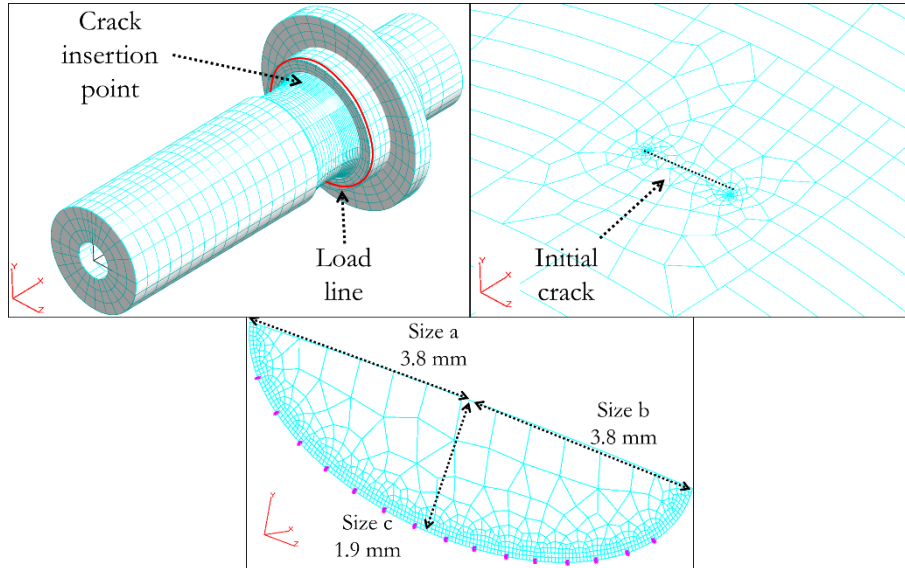 Crack
insertion
point
Load
line
Y
X
Z
Initial
crack
Y
X
Z
Size a
3.8 mm
Size b
3.8 mm
Size c
1.9 mm
Y
X
Z